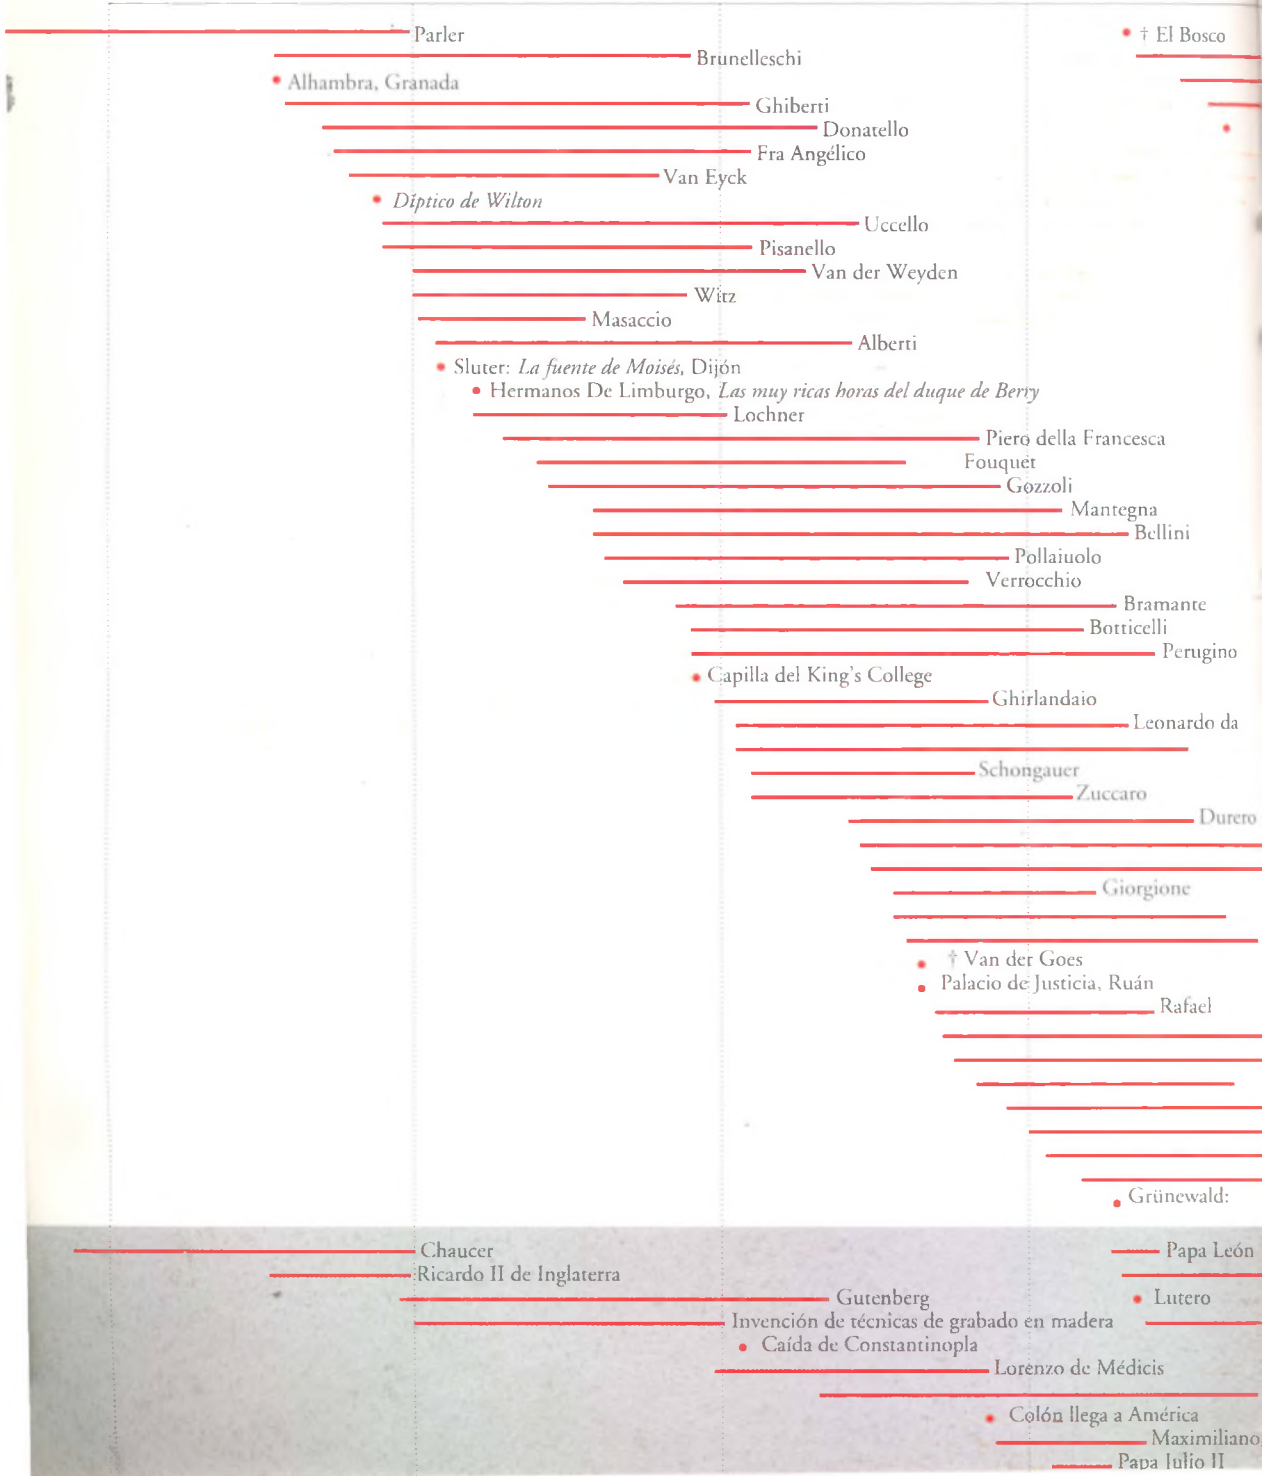 † Parler
† El Bosco
Brunelleschi
Alhambra, Granada
Ghiberti
Donatello
Fra Angélico
Van Eyck
Díptico de Wilton
Uccello
Pisanello
Van der Weyden
Witz
Masaccio
Alberti
Sluter: La fuente de Moisés, Dijón
Hermanos De Limburgo, Las muy ricas horas del duque de Berry
Lochner
Piero della Francesca
Fouquet
Gozzoli
Mantegna
Bellini
Pollaiuolo
Verrocchio
Bramante
Botticelli
Perugino
Capilla del King's College
Ghirlandaio
Leonardo da
Schongauer
Zuccaro
Durero
Giorgione
† Van der Goes
Palacio de Justicia, Ruán
Rafael
Grünewald:
Chaucer
Papa León
Ricardo II de Inglaterra
Gutenberg
Lutero
Invención de técnicas de grabado en madera
Caída de Constantinopla
Lorenzo de Médicis
Colón llega a América
Maximiliano
Papa Julio II